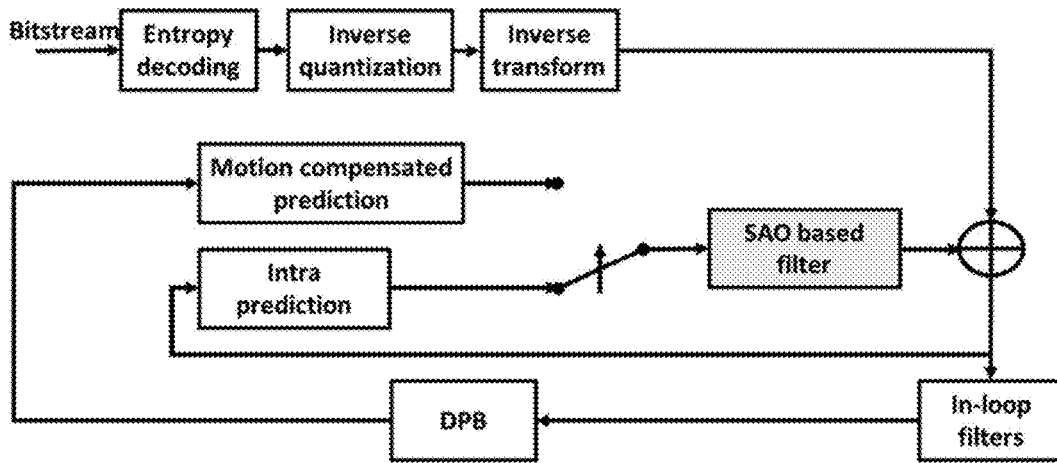 Bitstream
Entropy
decoding
Inverse
quantization
Inverse
transform
Motion compensated
prediction
SAO based
filter
Intra
prediction
DPB
In-loop
filters